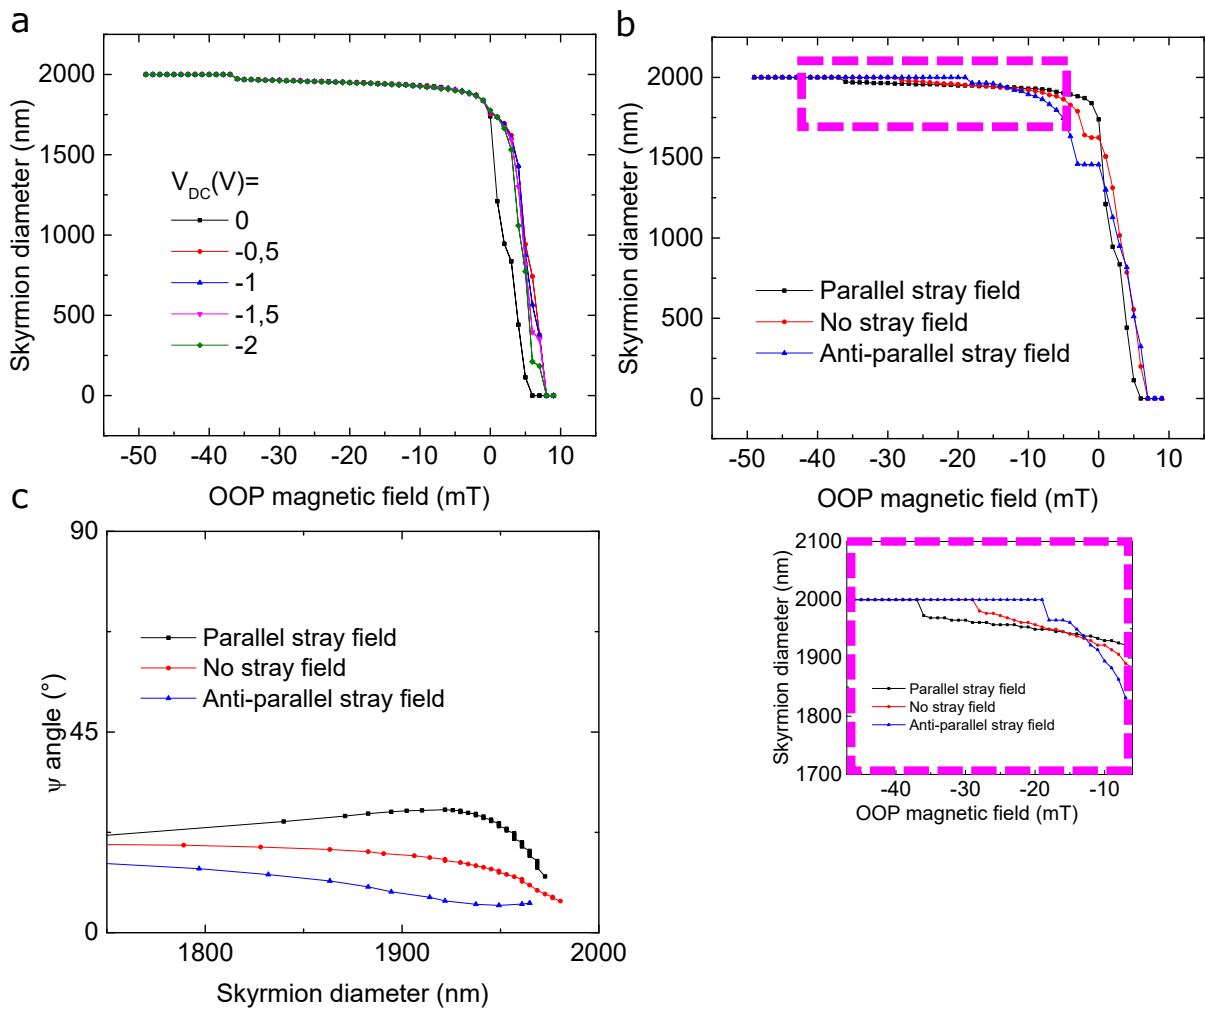 a
2000
1500
1000
500
0
Skyrmion diameter (nm)
V_DC(V)=
0
-0,5
-1
-1,5
-2
-50 -40 -30 -20 -10 0 10
OOP magnetic field (mT)
b
2000
1500
1000
500
0
Skyrmion diameter (nm)
Parallel stray field
No stray field
Anti-parallel stray field
-50 -40 -30 -20 -10 0 10
OOP magnetic field (mT)
c
90
45
0
ψ angle (°)
Parallel stray field
No stray field
Anti-parallel stray field
1800 1900 2000
Skyrmion diameter (nm)
2100
2000
1900
1800
1700
Skyrmion diameter (nm)
Parallel stray field
No stray field
Anti-parallel stray field
-40 -30 -20 -10
OOP magnetic field (mT)